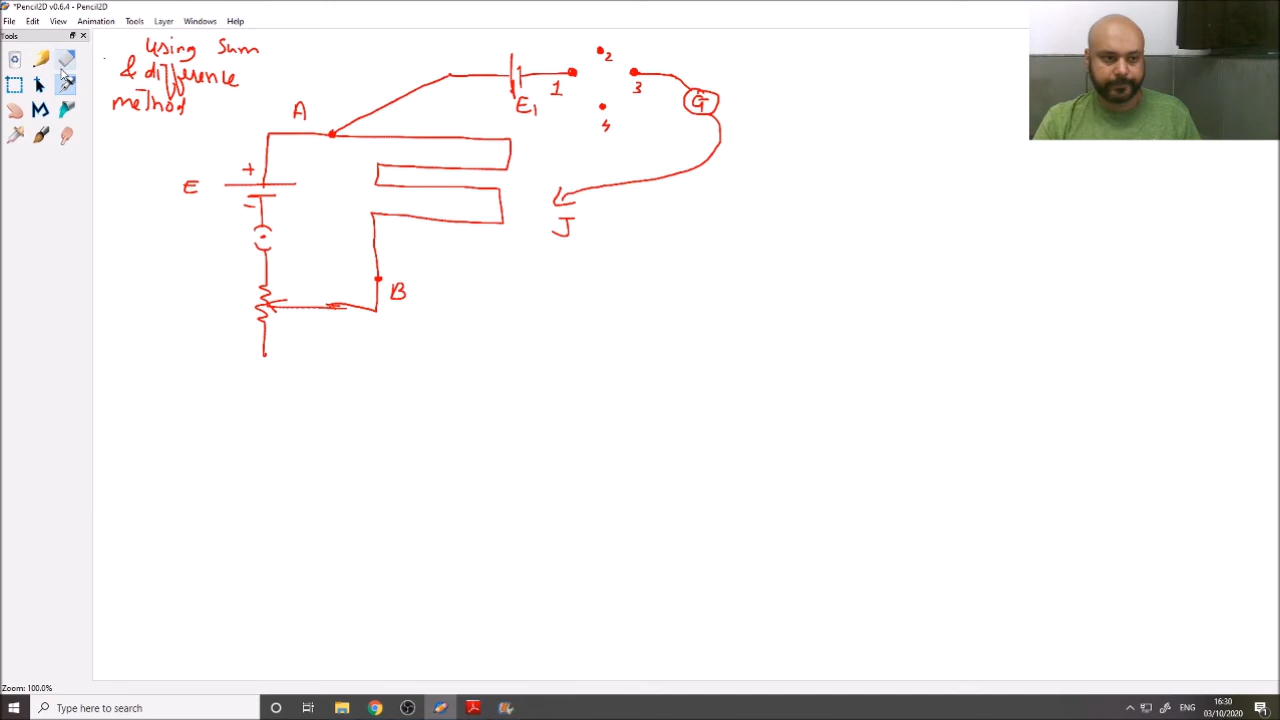 *Pencil2D v0.6.4 - Pencil2D
File Edit View Animation Tools Layer Windows Help
Tools
using sum
& difference
method
A
E1
1
2
3
4
G
+
E
-
J
B
Zoom: 100.0%
Type here to search
ENG
16:30
03/10/2020